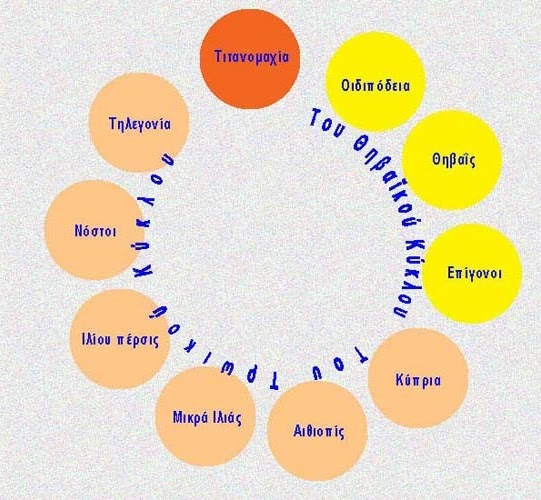 Τιτανομαχία
Οιδιπόδεια
Θηβαΐς
Επίγονοι
Κύπρια
Αιθιοπίς
Μικρά Ιλιάς
Ιλίου πέρσις
Νόστοι
Τηλεγονία
Του Θηβαϊκού Κύκλου
Του Τρωικού Κύκλου